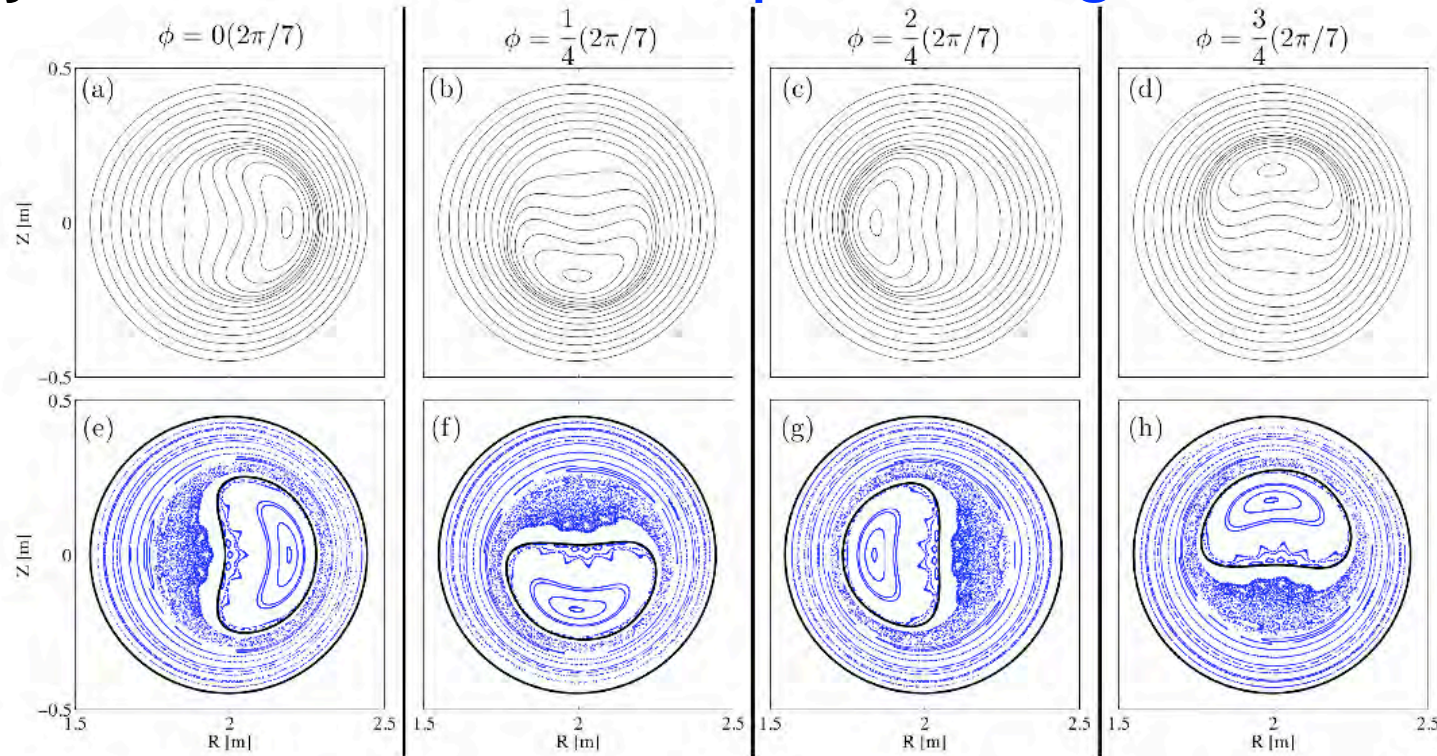 ϕ = 0(2π/7)
ϕ = 1/4(2π/7)
ϕ = 2/4(2π/7)
ϕ = 3/4(2π/7)
0.5
(a)
(b)
(c)
(d)
Z [m]
0
−0.5
0.5
(e)
(f)
(g)
(h)
Z [m]
0
−0.5
1.5 2 2.5
1.5 2 2.5
1.5 2 2.5
1.5 2 2.5
R [m]
R [m]
R [m]
R [m]